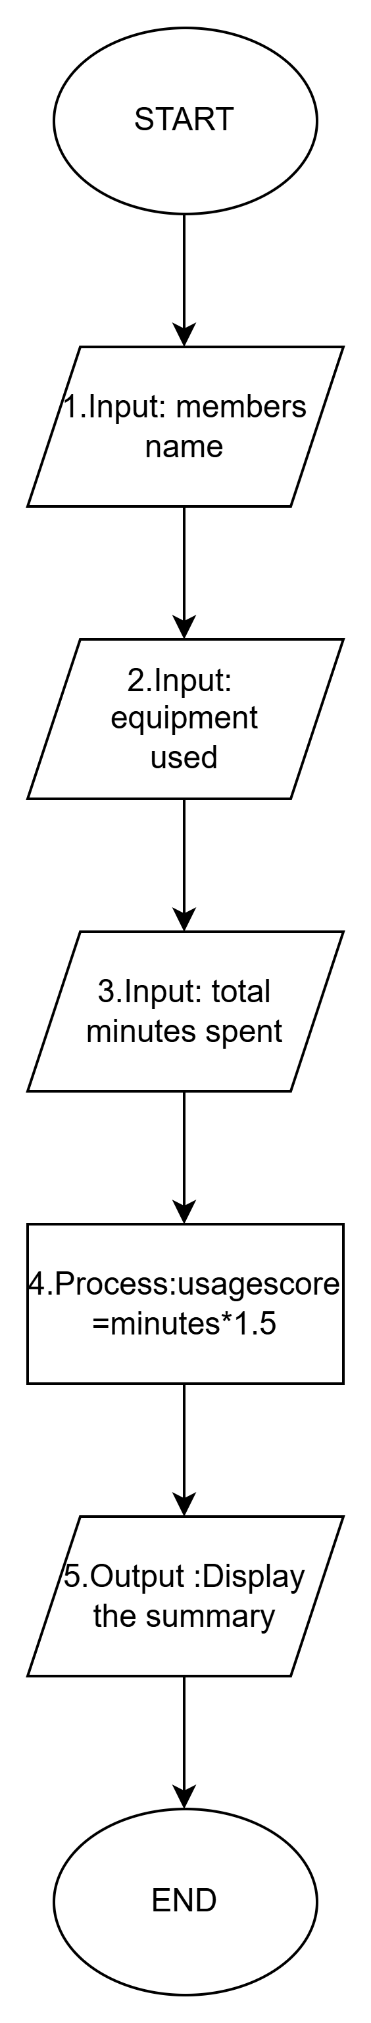 START
1.Input: members
name
2.Input:
equipment
used
3.Input: total
minutes spent
4.Process:usagescore
=minutes*1.5
5.Output :Display
the summary
END